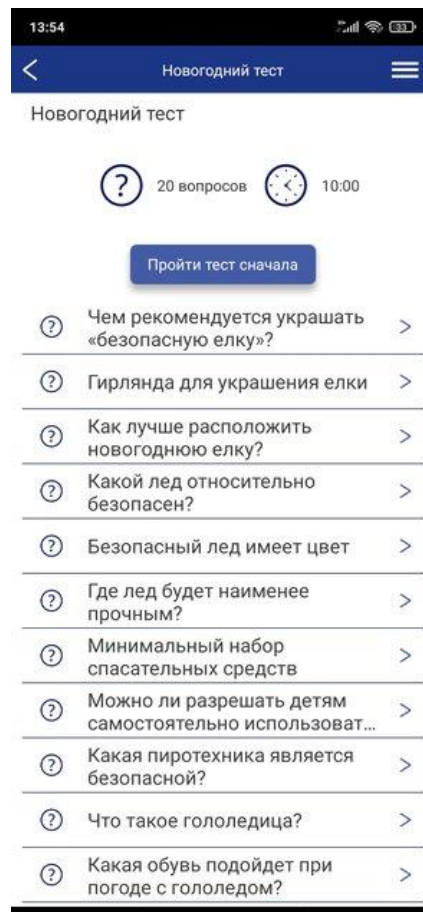 13:54
33
Новогодний тест
Новогодний тест
20 вопросов
10:00
Пройти тест сначала
Чем рекомендуется украшать
«безопасную елку»?
Гирлянда для украшения елки
Как лучше расположить
новогоднюю елку?
Какой лед относительно
безопасен?
Безопасный лед имеет цвет
Где лед будет наименее
прочным?
Минимальный набор
спасательных средств
Можно ли разрешать детям
самостоятельно использоват...
Какая пиротехника является
безопасной?
Что такое гололедица?
Какая обувь подойдет при
погоде с гололедом?